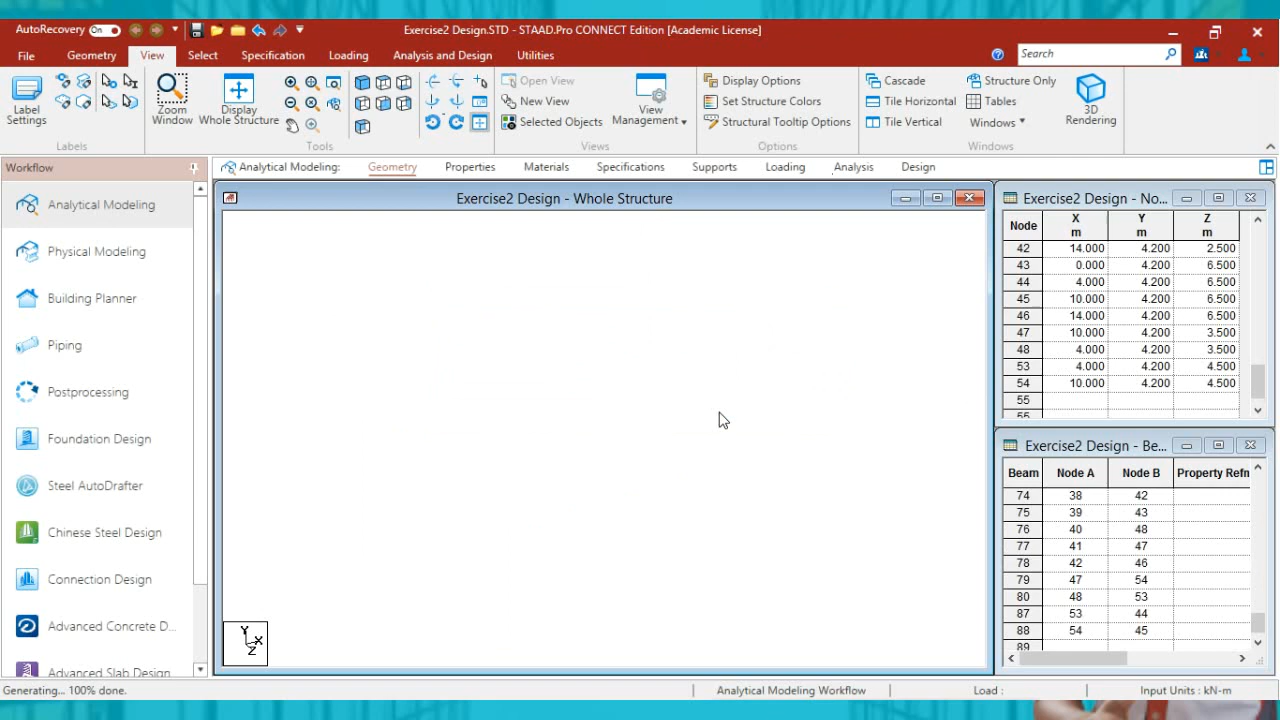 AutoRecovery On Exercise2 Design.STD - STAAD.Pro CONNECT Edition [Academic License]
File Geometry View Select Specification Loading Analysis and Design Utilities Search
Label Settings
Zoom Window
Display Whole Structure
Open View
New View
Selected Objects
View Management
Display Options
Set Structure Colors
Structural Tooltip Options
Cascade
Tile Horizontal
Tile Vertical
Structure Only
Tables
Windows
3D Rendering
Labels Tools Views Options Windows
Workflow
Analytical Modeling: Geometry Properties Materials Specifications Supports Loading Analysis Design
Analytical Modeling
Physical Modeling
Building Planner
Piping
Postprocessing
Foundation Design
Steel AutoDrafter
Chinese Steel Design
Connection Design
Advanced Concrete D...
Advanced Slab Design
Exercise2 Design - Whole Structure
Y
X
Z
Exercise2 Design - No...
Node X m Y m Z m
42 14.000 4.200 2.500
43 0.000 4.200 6.500
44 4.000 4.200 6.500
45 10.000 4.200 6.500
46 14.000 4.200 6.500
47 10.000 4.200 3.500
48 4.000 4.200 3.500
53 4.000 4.200 4.500
54 10.000 4.200 4.500
55
55
Exercise2 Design - Be...
Beam Node A Node B Property Refn
74 38 42
75 39 43
76 40 48
77 41 47
78 42 46
79 47 54
80 48 53
87 53 44
88 54 45
89
Generating... 100% done. Analytical Modeling Workflow Load : Input Units : kN-m